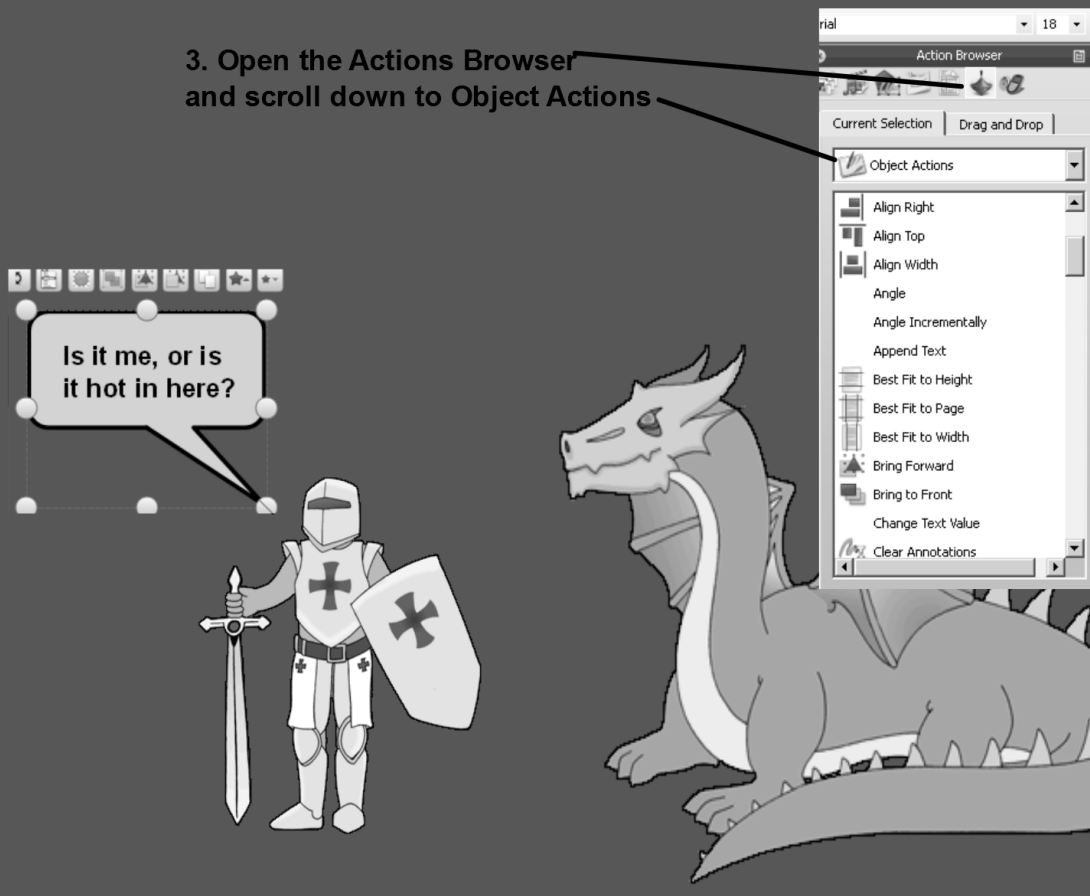 3. Open the Actions Browser
and scroll down to Object Actions
rial
18
Action Browser
Current Selection
Drag and Drop
Object Actions
Align Right
Align Top
Align Width
Angle
Angle Incrementally
Append Text
Best Fit to Height
Best Fit to Page
Best Fit to Width
Bring Forward
Bring to Front
Change Text Value
Clear Annotations
Is it me, or is
it hot in here?